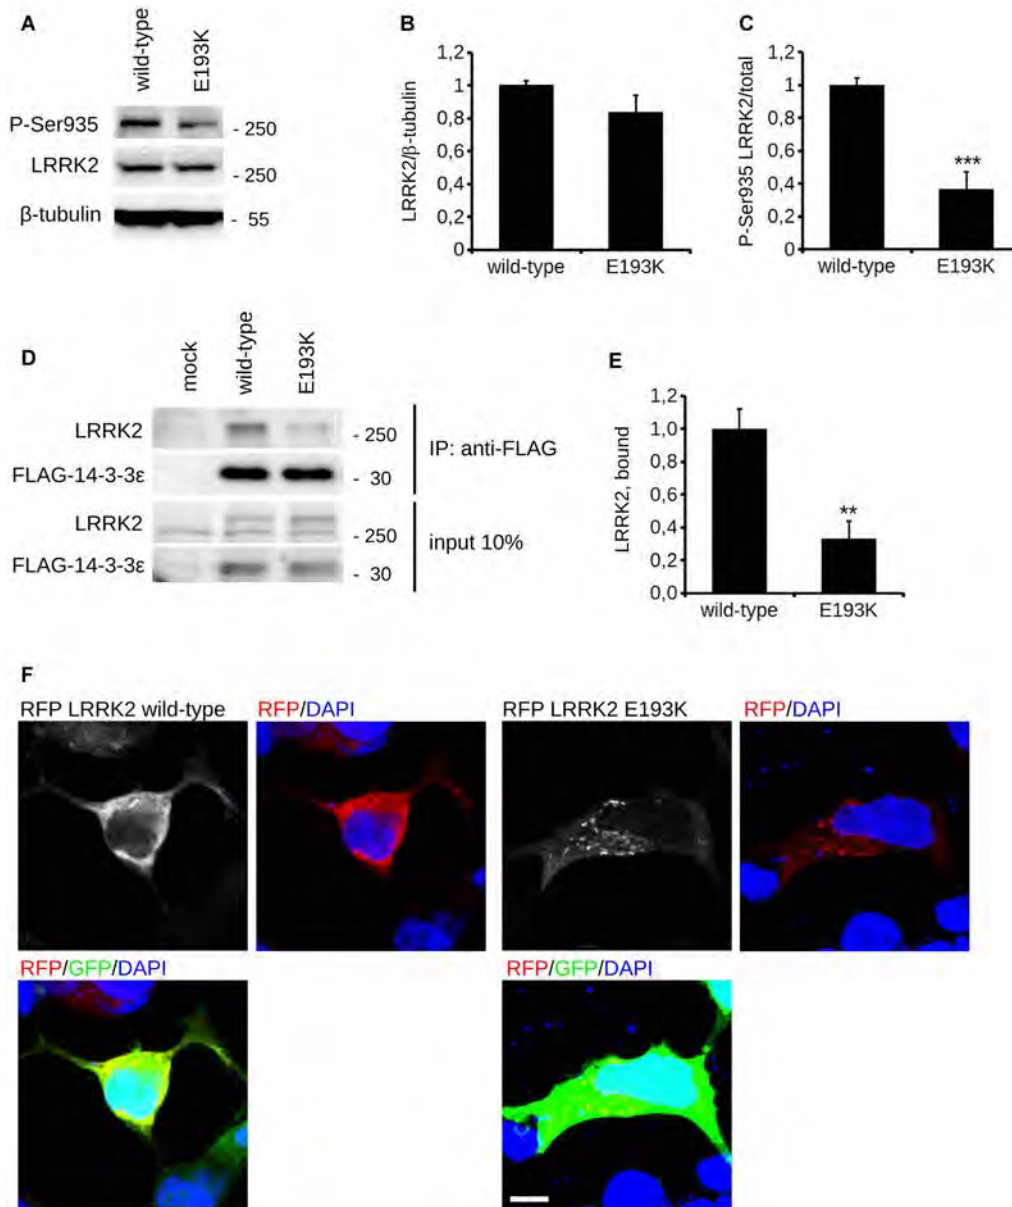 A
wild-type
E193K
P-Ser935
- 250
LRRK2
- 250
β-tubulin
- 55
B
LRRK2/β-tubulin
1,2
1
0,8
0,6
0,4
0,2
0
wild-type
E193K
C
P-Ser935 LRRK2/total
1,2
1
0,8
0,6
0,4
0,2
0
***
wild-type
E193K
D
mock
wild-type
E193K
LRRK2
- 250
FLAG-14-3-3ε
- 30
IP: anti-FLAG
LRRK2
- 250
FLAG-14-3-3ε
- 30
input 10%
E
LRRK2, bound
1,2
1,0
0,8
0,6
0,4
0,2
0,0
**
wild-type
E193K
F
RFP LRRK2 wild-type
RFP/DAPI
RFP LRRK2 E193K
RFP/DAPI
RFP/GFP/DAPI
RFP/GFP/DAPI